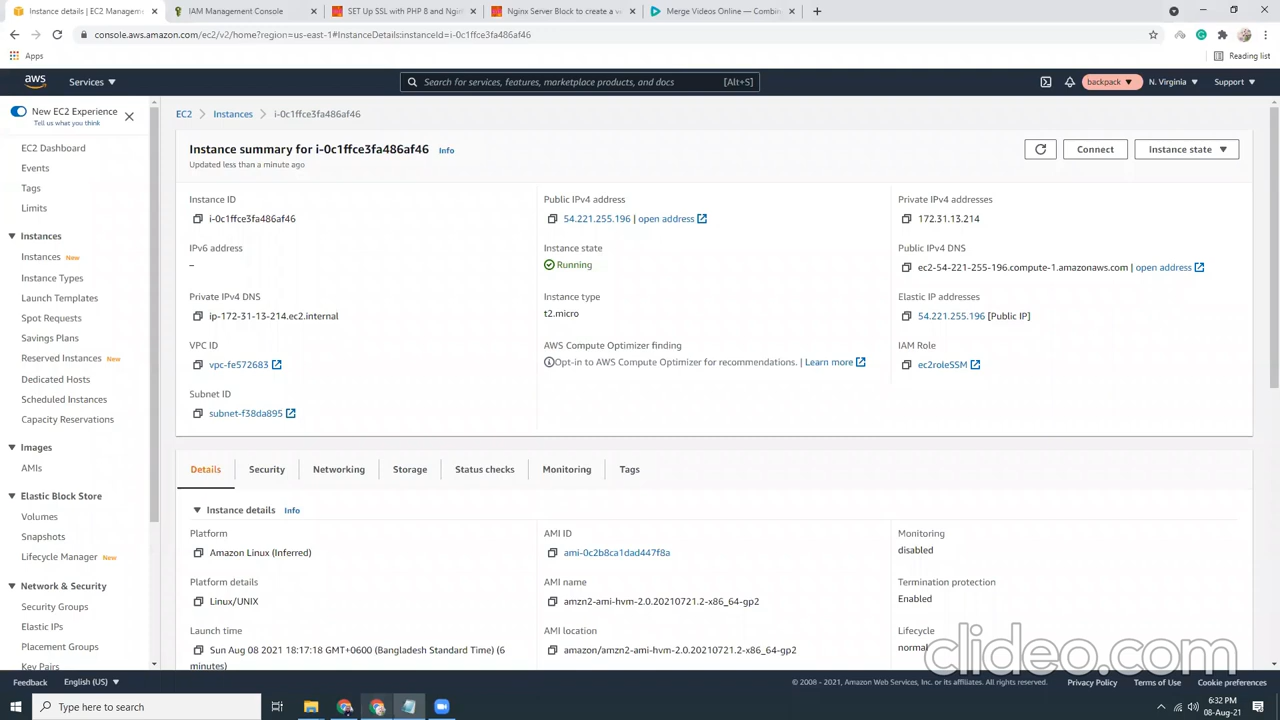 Instance details | EC2 Manageme
IAM Management Console
SET Up SSL with PHP 8 and Nginx
Nginx Server Block to create a w
Merge Videos Online — Combin
console.aws.amazon.com/ec2/v2/home?region=us-east-1#InstanceDetails:instanceId=i-0c1ffce3fa486af46
Apps
Reading list
aws
Services
Search for services, features, marketplace products, and docs
[Alt+S]
backpack
N. Virginia
Support
New EC2 Experience
Tell us what you think
EC2 Dashboard
Events
Tags
Limits
Instances
Instances New
Instance Types
Launch Templates
Spot Requests
Savings Plans
Reserved Instances New
Dedicated Hosts
Scheduled Instances
Capacity Reservations
Images
AMIs
Elastic Block Store
Volumes
Snapshots
Lifecycle Manager New
Network & Security
Security Groups
Elastic IPs
Placement Groups
Key Pairs
EC2 > Instances > i-0c1ffce3fa486af46
Instance summary for i-0c1ffce3fa486af46 Info
Updated less than a minute ago
Connect
Instance state
Instance ID
i-0c1ffce3fa486af46
Public IPv4 address
54.221.255.196 | open address
Private IPv4 addresses
172.31.13.214
IPv6 address
–
Instance state
Running
Public IPv4 DNS
ec2-54-221-255-196.compute-1.amazonaws.com | open address
Private IPv4 DNS
ip-172-31-13-214.ec2.internal
Instance type
t2.micro
Elastic IP addresses
54.221.255.196 [Public IP]
VPC ID
vpc-fe572683
AWS Compute Optimizer finding
Opt-in to AWS Compute Optimizer for recommendations. | Learn more
IAM Role
ec2roleSSM
Subnet ID
subnet-f38da895
Details
Security
Networking
Storage
Status checks
Monitoring
Tags
Instance details Info
Platform
Amazon Linux (Inferred)
AMI ID
ami-0c2b8ca1dad447f8a
Monitoring
disabled
Platform details
Linux/UNIX
AMI name
amzn2-ami-hvm-2.0.20210721.2-x86_64-gp2
Termination protection
Enabled
Launch time
Sun Aug 08 2021 18:17:18 GMT+0600 (Bangladesh Standard Time) (6
minutes)
AMI location
amazon/amzn2-ami-hvm-2.0.20210721.2-x86_64-gp2
Lifecycle
normal
clideo.com
Feedback
English (US)
© 2008 - 2021, Amazon Web Services, Inc. or its affiliates. All rights reserved.
Privacy Policy
Terms of Use
Cookie preferences
Type here to search
6:32 PM
08-Aug-21